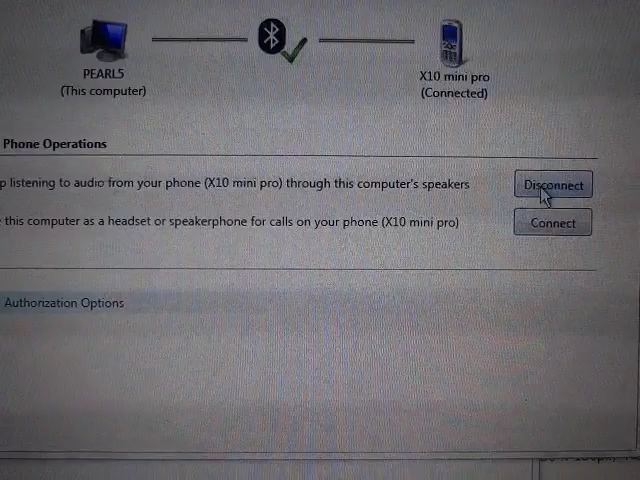 PEARL5
(This computer)
X10 mini pro
(Connected)
Phone Operations
p listening to audio from your phone (X10 mini pro) through this computer's speakers
Disconnect
this computer as a headset or speakerphone for calls on your phone (X10 mini pro)
Connect
Authorization Options